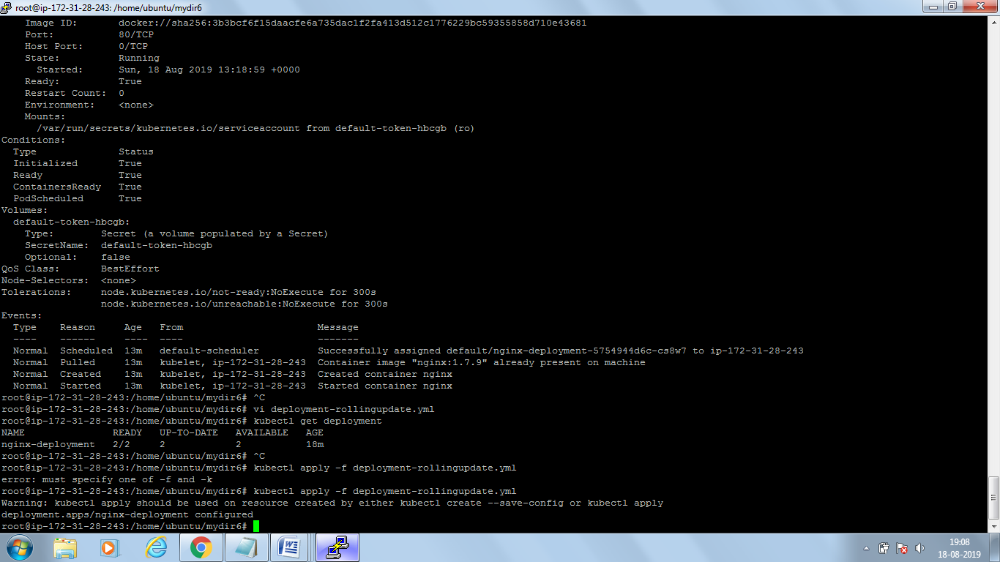 root@ip-172-31-28-243: /home/ubuntu/mydir6
    Image ID:       docker://sha256:3b3bcf6f15daacfe6a735dac1f2fa413d512c1776229bc59355858d710e43681
    Port:           80/TCP
    Host Port:      0/TCP
    State:          Running
      Started:      Sun, 18 Aug 2019 13:18:59 +0000
    Ready:          True
    Restart Count:  0
    Environment:    <none>
    Mounts:
      /var/run/secrets/kubernetes.io/serviceaccount from default-token-hbcgb (ro)
Conditions:
  Type              Status
  Initialized       True
  Ready             True
  ContainersReady   True
  PodScheduled      True
Volumes:
  default-token-hbcgb:
    Type:        Secret (a volume populated by a Secret)
    SecretName:  default-token-hbcgb
    Optional:    false
QoS Class:       BestEffort
Node-Selectors:  <none>
Tolerations:     node.kubernetes.io/not-ready:NoExecute for 300s
                 node.kubernetes.io/unreachable:NoExecute for 300s
Events:
  Type    Reason     Age   From                       Message
  ----    ------     ----  ----                       -------
  Normal  Scheduled  13m   default-scheduler          Successfully assigned default/nginx-deployment-5754944d6c-cs8w7 to ip-172-31-28-243
  Normal  Pulled     13m   kubelet, ip-172-31-28-243  Container image "nginx:1.7.9" already present on machine
  Normal  Created    13m   kubelet, ip-172-31-28-243  Created container nginx
  Normal  Started    13m   kubelet, ip-172-31-28-243  Started container nginx
root@ip-172-31-28-243:/home/ubuntu/mydir6# ^C
root@ip-172-31-28-243:/home/ubuntu/mydir6# vi deployment-rollingupdate.yml
root@ip-172-31-28-243:/home/ubuntu/mydir6# kubectl get deployment
NAME               READY   UP-TO-DATE   AVAILABLE   AGE
nginx-deployment   2/2     2            2           18m
root@ip-172-31-28-243:/home/ubuntu/mydir6# ^C
root@ip-172-31-28-243:/home/ubuntu/mydir6# kubectl apply –f deployment-rollingupdate.yml
error: must specify one of -f and -k
root@ip-172-31-28-243:/home/ubuntu/mydir6# kubectl apply -f deployment-rollingupdate.yml
Warning: kubectl apply should be used on resource created by either kubectl create --save-config or kubectl apply
deployment.apps/nginx-deployment configured
root@ip-172-31-28-243:/home/ubuntu/mydir6#
19:08
18-08-2019